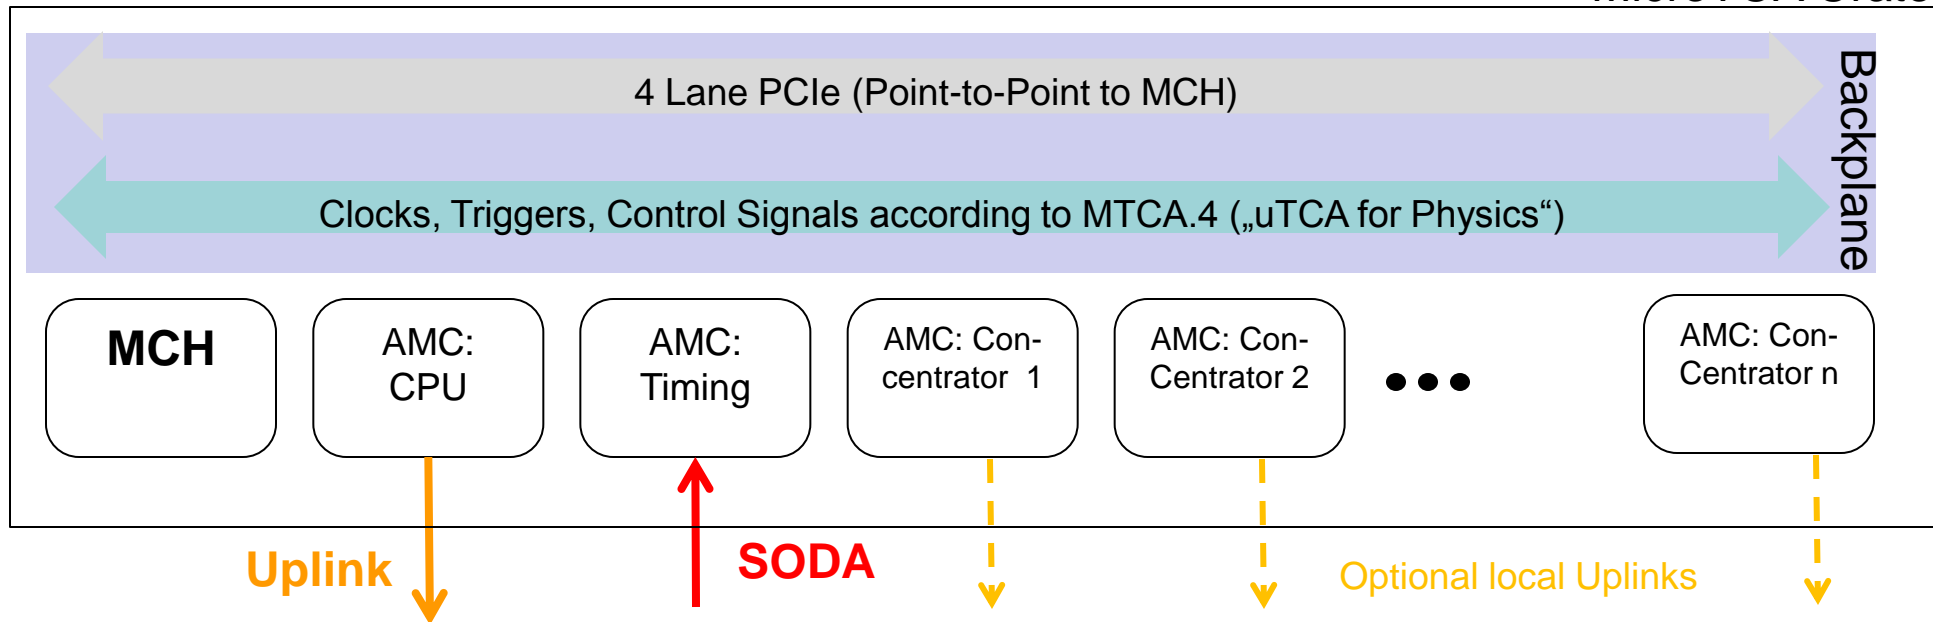 4 Lane PCIe (Point-to-Point to MCH)
Backplane
Clocks, Triggers, Control Signals according to MTCA.4 („uTCA for Physics“)
MCH
AMC:
CPU
AMC:
Timing
AMC: Con-
centrator 1
AMC: Con-
Centrator 2
AMC: Con-
Centrator n
Uplink
SODA
Optional local Uplinks